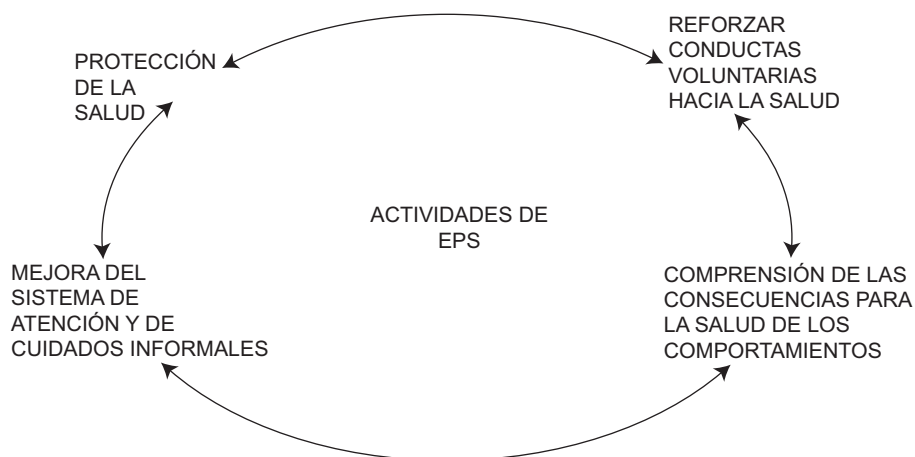 PROTECCIÓN
DE LA
SALUD
REFORZAR
CONDUCTAS
VOLUNTARIAS
HACIA LA SALUD
ACTIVIDADES DE
EPS
MEJORA DEL
SISTEMA DE
ATENCIÓN Y DE
CUIDADOS INFORMALES
COMPRENSIÓN DE LAS
CONSECUENCIAS PARA
LA SALUD DE LOS
COMPORTAMIENTOS